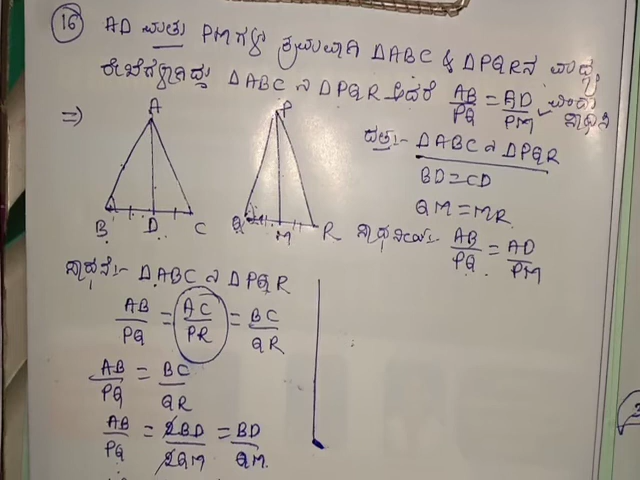 16 AD ಮತ್ತು PM ಗಳು ಕ್ರಮವಾಗಿ ΔABC & ΔPQR ನ ಮಧ್ಯ
ರೇಖೆಗಳಾಗಿದ್ದು ΔABC ~ ΔPQR ಆದರೆ AB/PQ = AD/PM ಎಂದು ಸಾಧಿಸಿ
⇒
A
B D C
P
Q M R
ದತ್ತ:- ΔABC ~ ΔPQR
BD = CD
QM = MR
ಸಾಧನೀಯ:- AB/PQ = AD/PM
ಸಾಧನೆ:- ΔABC ~ ΔPQR
AB/PQ = AC/PR = BC/QR
AB/PQ = BC/QR
AB/PQ = 2BD/2QM = BD/QM